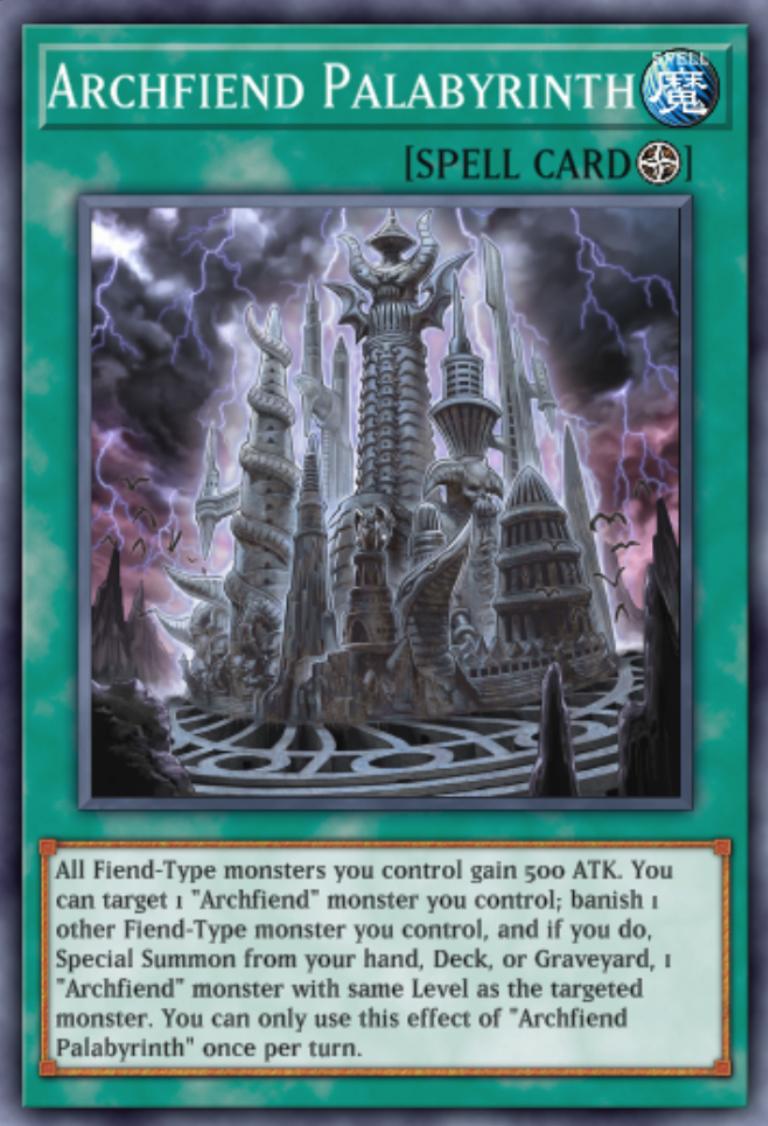 ARCHFIEND PALABYRINTH
SPELL
魔
[SPELL CARD]
All Fiend-Type monsters you control gain 500 ATK. You
can target 1 "Archfiend" monster you control; banish 1
other Fiend-Type monster you control, and if you do,
Special Summon from your hand, Deck, or Graveyard, 1
"Archfiend" monster with same Level as the targeted
monster. You can only use this effect of "Archfiend
Palabyrinth" once per turn.